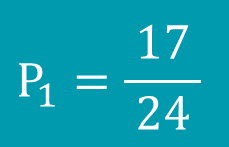 P₁ = 17/24